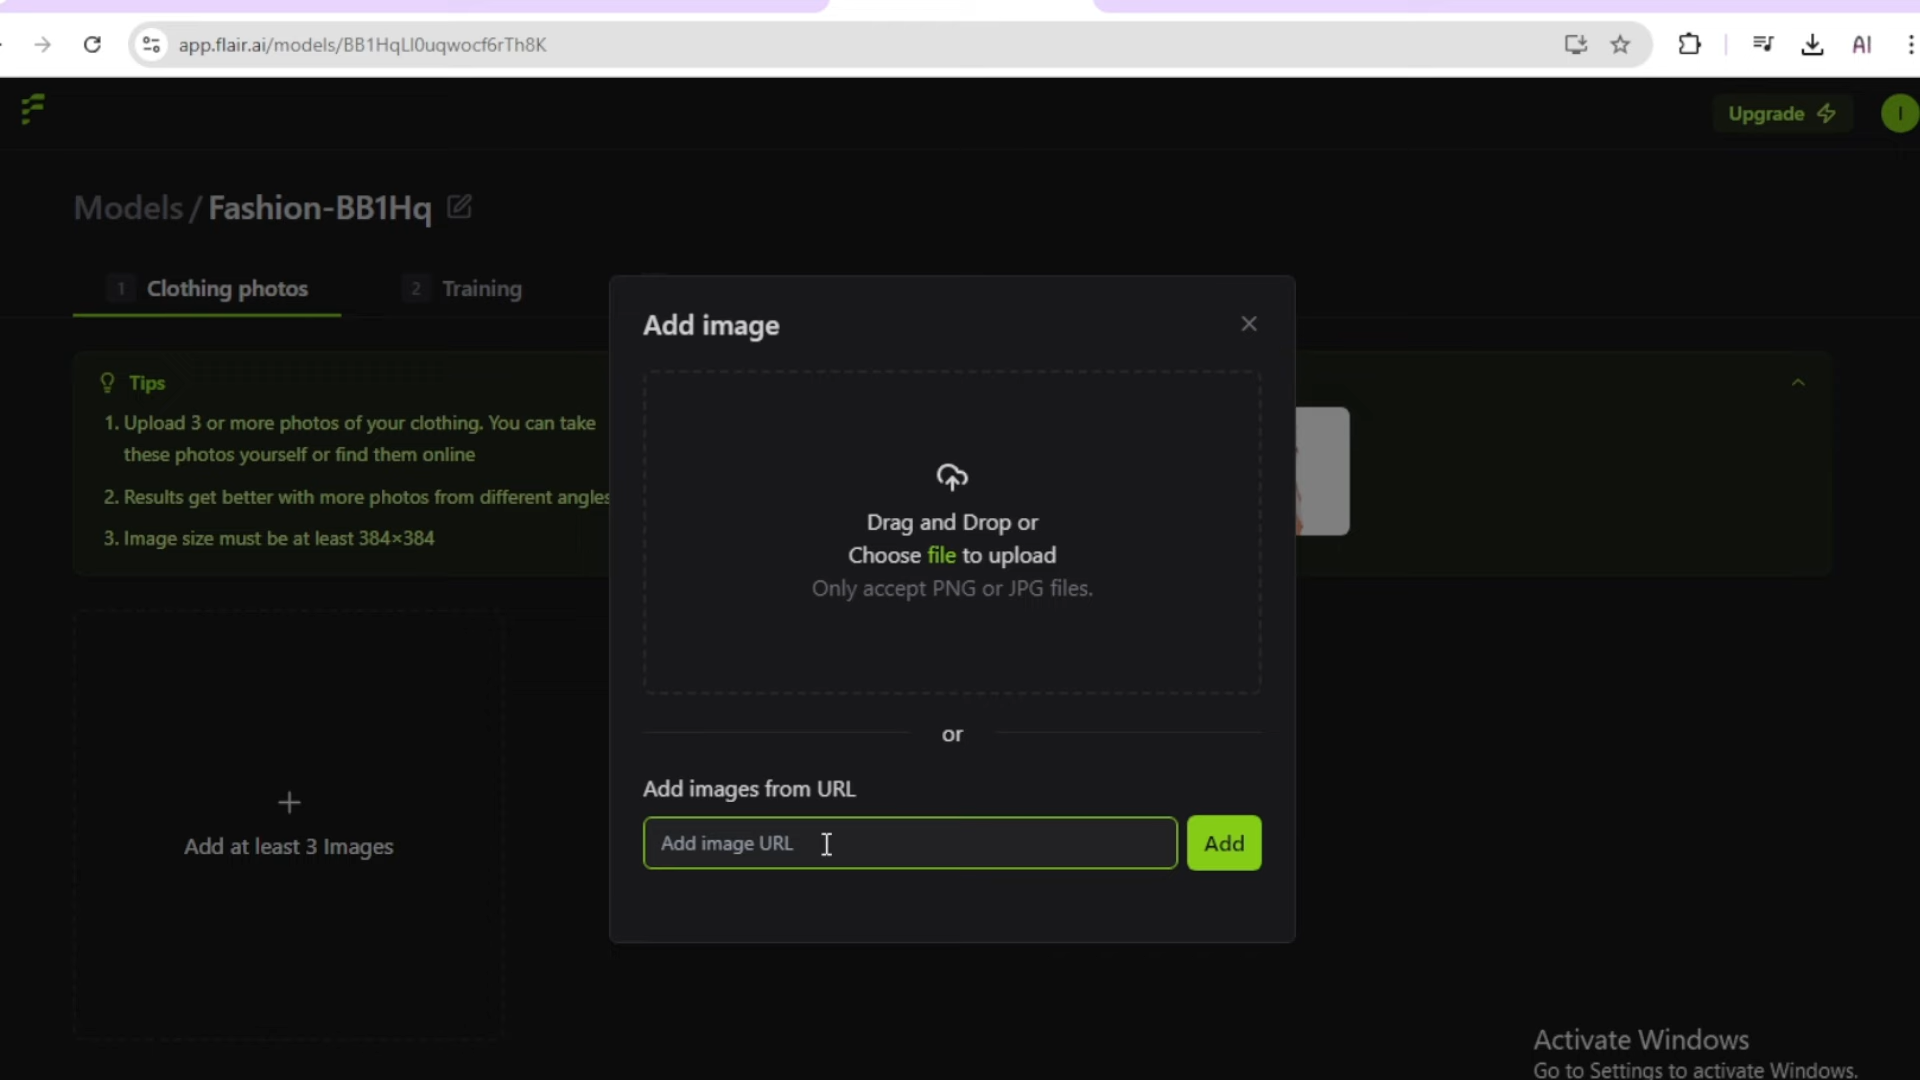 app.flair.ai/models/BB1HqLl0uqwocf6rTh8K
AI
Upgrade
I
Models / Fashion-BB1Hq
1 Clothing photos
2 Training
Tips
1. Upload 3 or more photos of your clothing. You can take
these photos yourself or find them online
2. Results get better with more photos from different angles
3. Image size must be at least 384×384
Add at least 3 Images
Add image
Drag and Drop or
Choose file to upload
Only accept PNG or JPG files.
or
Add images from URL
Add image URL
Add
Activate Windows
Go to Settings to activate Windows.